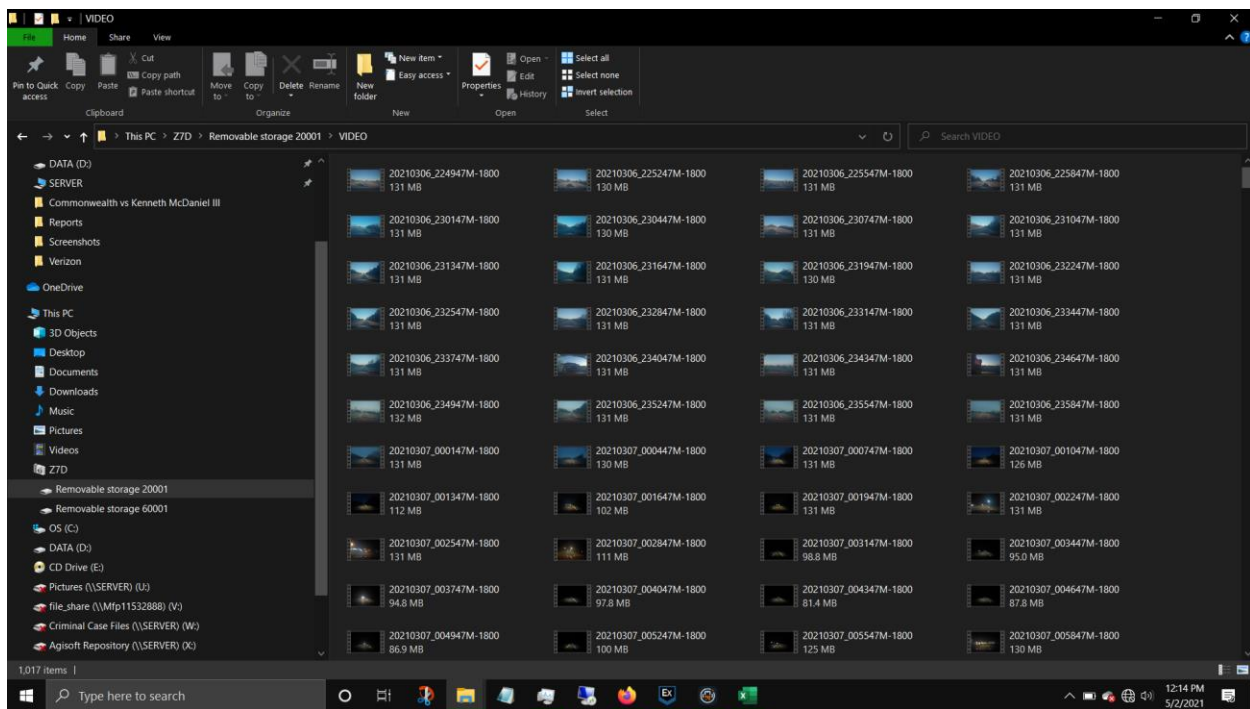 VIDEO
File Home Share View
Pin to Quick access
Copy
Paste
Cut
Copy path
Paste shortcut
Clipboard
Move to
Copy to
Delete
Rename
Organize
New folder
New item
Easy access
New
Properties
Open
Edit
History
Open
Select all
Select none
Invert selection
Select
This PC > Z7D > Removable storage 20001 > VIDEO
Search VIDEO
DATA (D:)
SERVER
Commonwealth vs Kenneth McDaniel III
Reports
Screenshots
Verizon
OneDrive
This PC
3D Objects
Desktop
Documents
Downloads
Music
Pictures
Videos
Z7D
Removable storage 20001
Removable storage 60001
OS (C:)
DATA (D:)
CD Drive (E:)
Pictures (\\SERVER) (U:)
file_share (\\Mfp11532888) (V:)
Criminal Case Files (\\SERVER) (W:)
Agisoft Repository (\\SERVER) (X:)
20210306_224947M-1800 20210306_225247M-1800 20210306_225547M-1800 20210306_225847M-1800
131 MB 130 MB 131 MB 131 MB
20210306_230147M-1800 20210306_230447M-1800 20210306_230747M-1800 20210306_231047M-1800
131 MB 130 MB 131 MB 131 MB
20210306_231347M-1800 20210306_231647M-1800 20210306_231947M-1800 20210306_232247M-1800
131 MB 131 MB 130 MB 131 MB
20210306_232547M-1800 20210306_232847M-1800 20210306_233147M-1800 20210306_233447M-1800
131 MB 131 MB 131 MB 131 MB
20210306_233747M-1800 20210306_234047M-1800 20210306_234347M-1800 20210306_234647M-1800
131 MB 131 MB 131 MB 131 MB
20210306_234947M-1800 20210306_235247M-1800 20210306_235547M-1800 20210306_235847M-1800
132 MB 131 MB 131 MB 131 MB
20210307_000147M-1800 20210307_000447M-1800 20210307_000747M-1800 20210307_001047M-1800
131 MB 130 MB 131 MB 126 MB
20210307_001347M-1800 20210307_001647M-1800 20210307_001947M-1800 20210307_002247M-1800
112 MB 102 MB 131 MB 131 MB
20210307_002547M-1800 20210307_002847M-1800 20210307_003147M-1800 20210307_003447M-1800
131 MB 111 MB 98.8 MB 95.0 MB
20210307_003747M-1800 20210307_004047M-1800 20210307_004347M-1800 20210307_004647M-1800
94.8 MB 97.8 MB 81.4 MB 87.8 MB
20210307_004947M-1800 20210307_005247M-1800 20210307_005547M-1800 20210307_005847M-1800
86.9 MB 100 MB 125 MB 130 MB
1,017 items
Type here to search
Ex
12:14 PM
5/2/2021